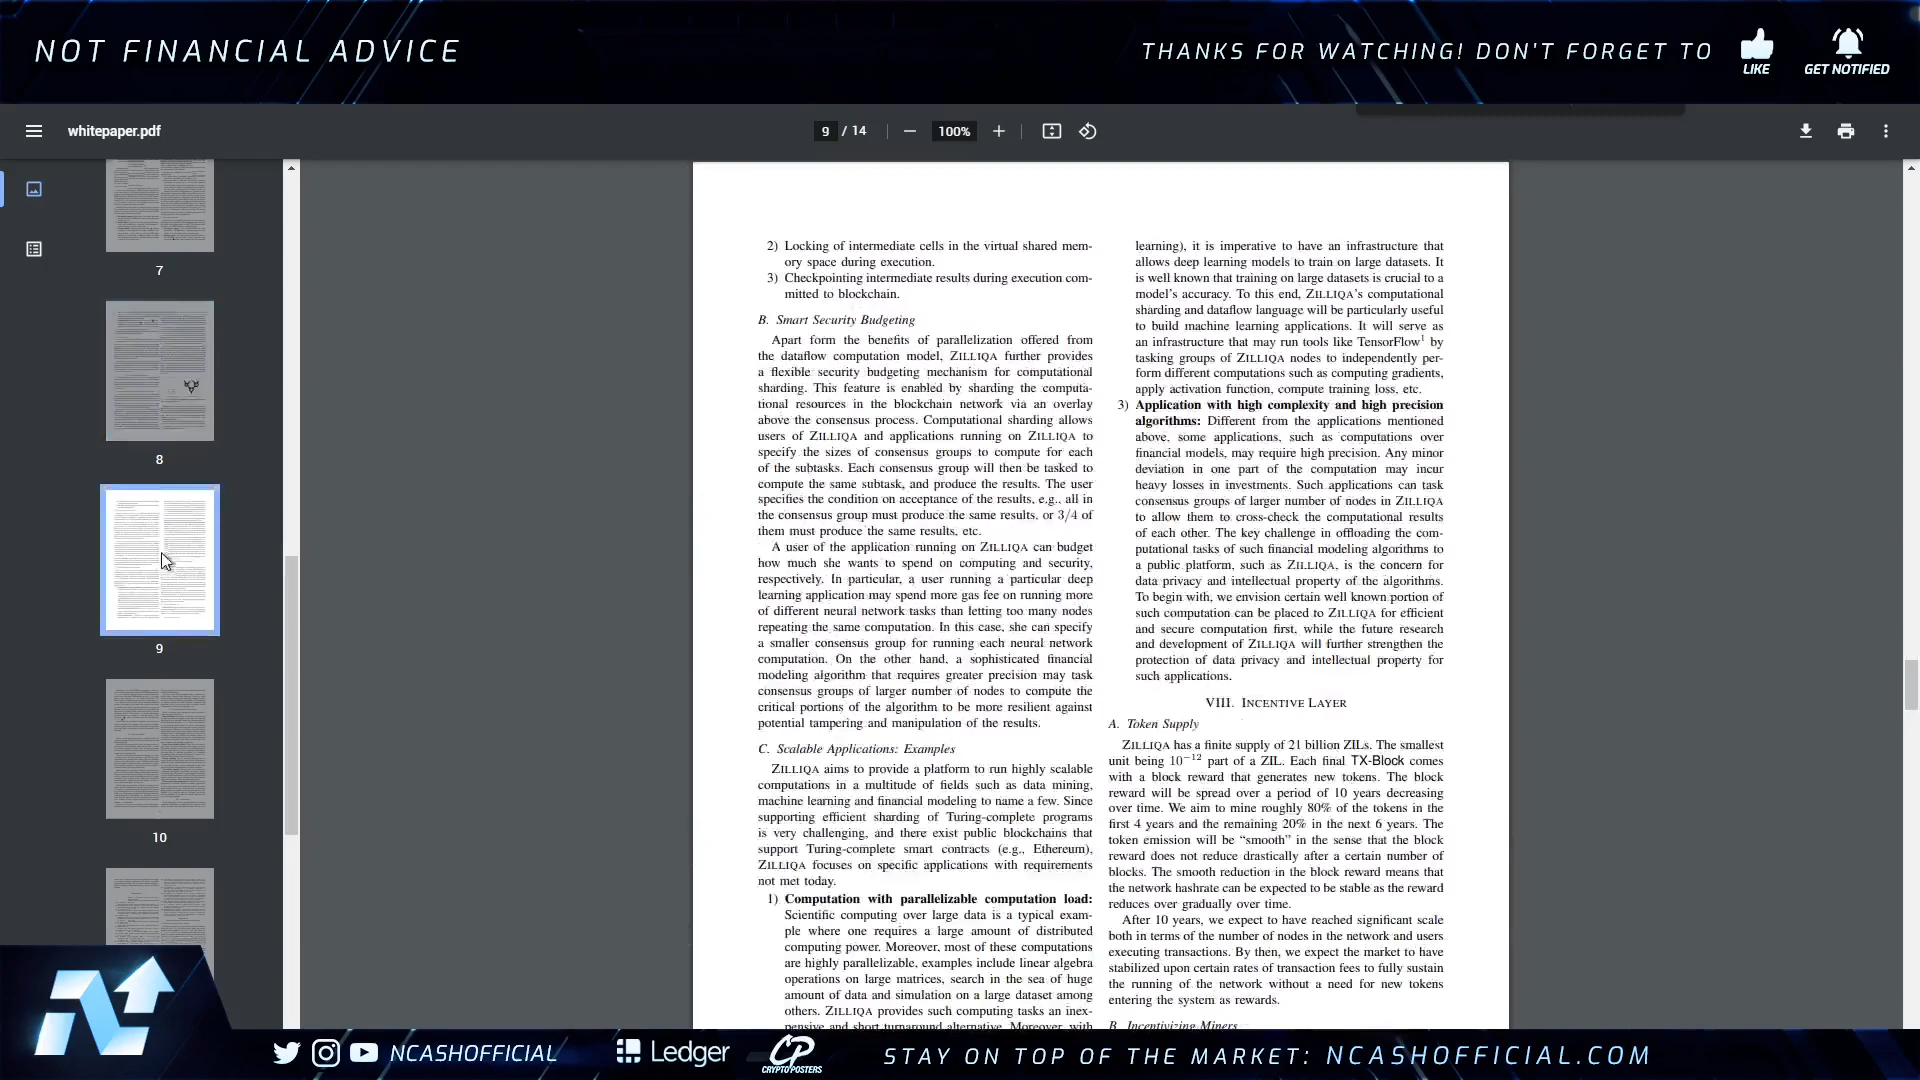 NOT FINANCIAL ADVICE
THANKS FOR WATCHING! DON'T FORGET TO
LIKE
GET NOTIFIED
whitepaper.pdf
9 / 14
100%
7
8
9
10
2) Locking of intermediate cells in the virtual shared mem-
ory space during execution.
3) Checkpointing intermediate results during execution com-
mitted to blockchain.
B. Smart Security Budgeting
Apart form the benefits of parallelization offered from
the dataflow computation model, ZILLIQA further provides
a flexible security budgeting mechanism for computational
sharding. This feature is enabled by sharding the computa-
tional resources in the blockchain network via an overlay
above the consensus process. Computational sharding allows
users of ZILLIQA and applications running on ZILLIQA to
specify the sizes of consensus groups to compute for each
of the subtasks. Each consensus group will then be tasked to
compute the same subtask, and produce the results. The user
specifies the condition on acceptance of the results, e.g., all in
the consensus group must produce the same results, or 3/4 of
them must produce the same results, etc.
A user of the application running on ZILLIQA can budget
how much she wants to spend on computing and security,
respectively. In particular, a user running a particular deep
learning application may spend more gas fee on running more
of different neural network tasks than letting too many nodes
repeating the same computation. In this case, she can specify
a smaller consensus group for running each neural network
computation. On the other hand, a sophisticated financial
modeling algorithm that requires greater precision may task
consensus groups of larger number of nodes to compute the
critical portions of the algorithm to be more resilient against
potential tampering and manipulation of the results.
C. Scalable Applications: Examples
ZILLIQA aims to provide a platform to run highly scalable
computations in a multitude of fields such as data mining,
machine learning and financial modeling to name a few. Since
supporting efficient sharding of Turing-complete programs
is very challenging, and there exist public blockchains that
support Turing-complete smart contracts (e.g., Ethereum),
ZILLIQA focuses on specific applications with requirements
not met today.
1) Computation with parallelizable computation load:
Scientific computing over large data is a typical exam-
ple where one requires a large amount of distributed
computing power. Moreover, most of these computations
are highly parallelizable, examples include linear algebra
operations on large matrices, search in the sea of huge
amount of data and simulation on a large dataset among
others. ZILLIQA provides such computing tasks an inex-
pensive and short turnaround alternative. Moreover, with
learning), it is imperative to have an infrastructure that
allows deep learning models to train on large datasets. It
is well known that training on large datasets is crucial to a
model's accuracy. To this end, ZILLIQA's computational
sharding and dataflow language will be particularly useful
to build machine learning applications. It will serve as
an infrastructure that may run tools like TensorFlow¹ by
tasking groups of ZILLIQA nodes to independently per-
form different computations such as computing gradients,
apply activation function, compute training loss, etc.
3) Application with high complexity and high precision
algorithms: Different from the applications mentioned
above, some applications, such as computations over
financial models, may require high precision. Any minor
deviation in one part of the computation may incur
heavy losses in investments. Such applications can task
consensus groups of larger number of nodes in ZILLIQA
to allow them to cross-check the computational results
of each other. The key challenge in offloading the com-
putational tasks of such financial modeling algorithms to
a public platform, such as ZILLIQA, is the concern for
data privacy and intellectual property of the algorithms.
To begin with, we envision certain well known portion of
such computation can be placed to ZILLIQA for efficient
and secure computation first, while the future research
and development of ZILLIQA will further strengthen the
protection of data privacy and intellectual property for
such applications.
VIII. INCENTIVE LAYER
A. Token Supply
ZILLIQA has a finite supply of 21 billion ZILs. The smallest
unit being 10⁻¹² part of a ZIL. Each final TX-Block comes
with a block reward that generates new tokens. The block
reward will be spread over a period of 10 years decreasing
over time. We aim to mine roughly 80% of the tokens in the
first 4 years and the remaining 20% in the next 6 years. The
token emission will be “smooth” in the sense that the block
reward does not reduce drastically after a certain number of
blocks. The smooth reduction in the block reward means that
the network hashrate can be expected to be stable as the reward
reduces over gradually over time.
After 10 years, we expect to have reached significant scale
both in terms of the number of nodes in the network and users
executing transactions. By then, we expect the market to have
stabilized upon certain rates of transaction fees to fully sustain
the running of the network without a need for new tokens
entering the system as rewards.
B. Incentivizing Miners
NCASHOFFICIAL
Ledger
CP
CRYPTOPOSTERS
STAY ON TOP OF THE MARKET: NCASHOFFICIAL.COM